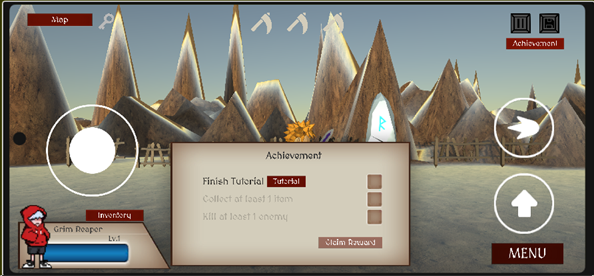 Map
Achievement
Achievement
Finish Tutorial Tutorial
Collect at least 1 item
Kill at least 1 enemy
Claim Reward
Inventory
Grim Reaper
Lv.1
MENU